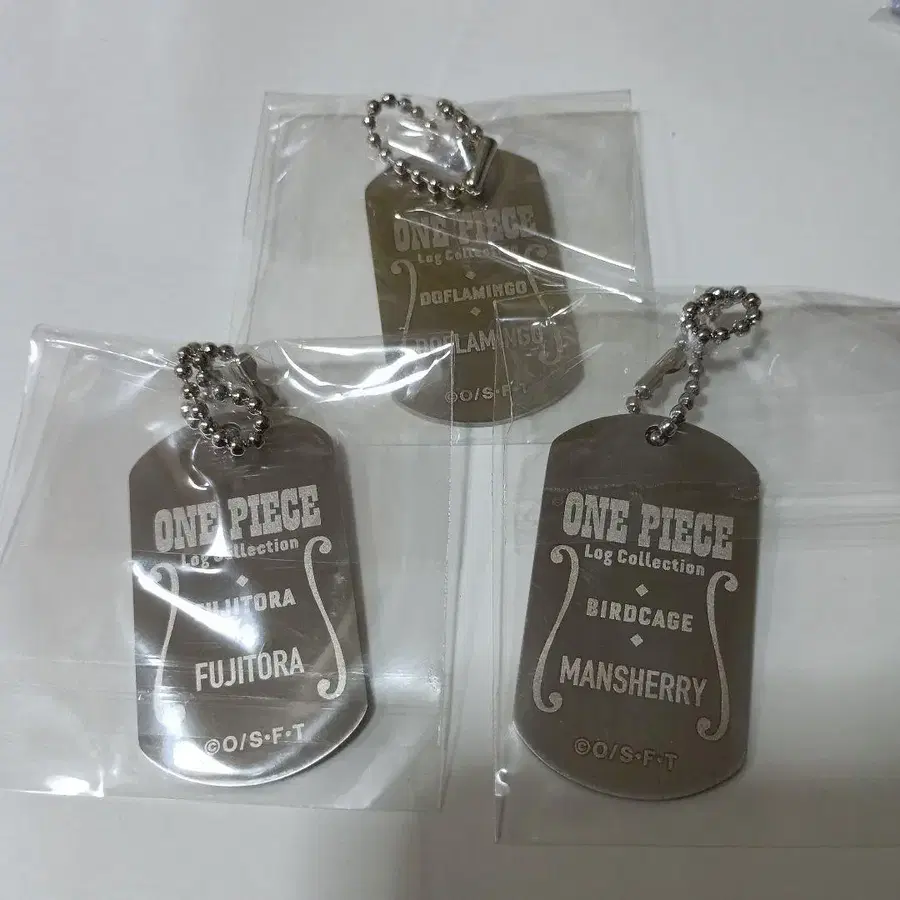 ONE PIECE
Log Collection
DOFLAMINGO
DOFLAMINGO
©O/S·F·T
ONE PIECE
Log Collection
FUJITORA
FUJITORA
©O/S·F·T
ONE PIECE
Log Collection
BIRDCAGE
MANSHERRY
©O/S·F·T